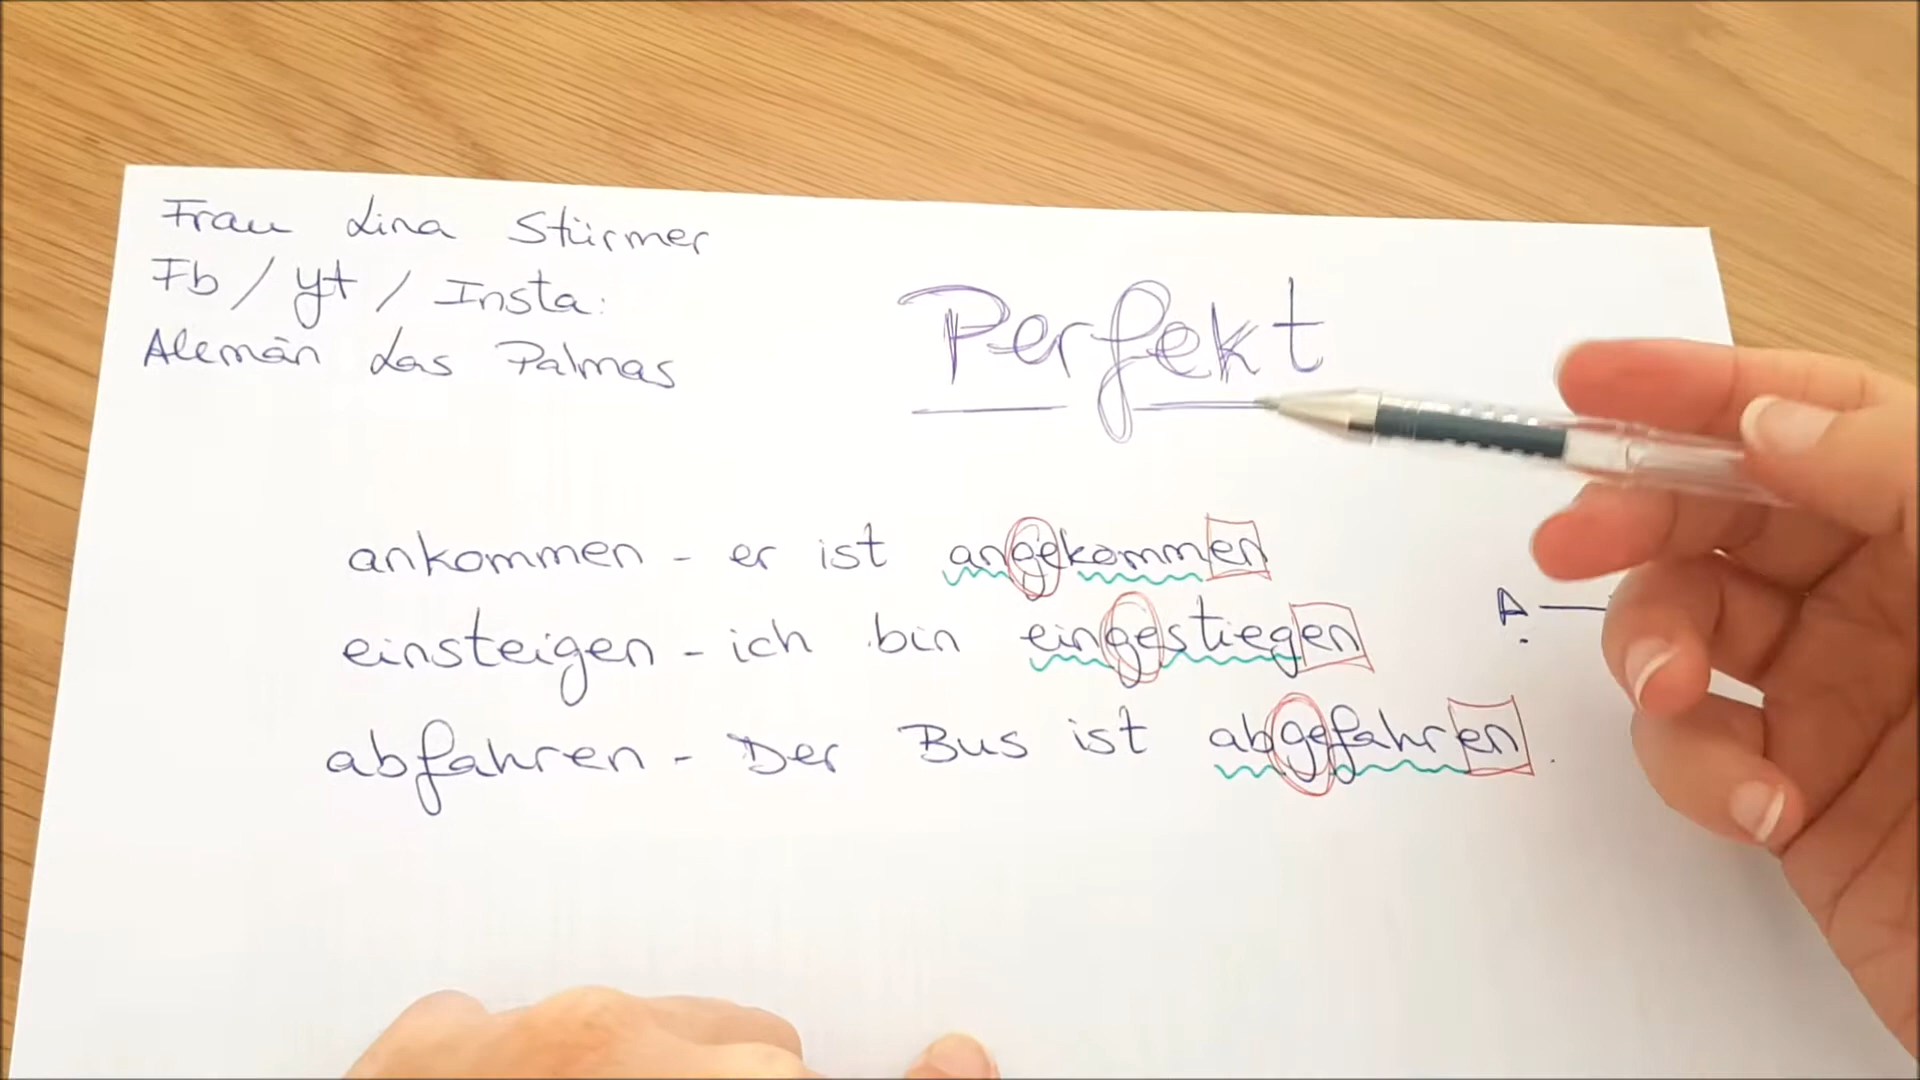 Frau Lina Stürmer
Fb / yt / Insta:
Alemán Las Palmas
Perfekt
ankommen - er ist angekommen
einsteigen - ich bin eingestiegen
abfahren - Der Bus ist abgefahren.
A